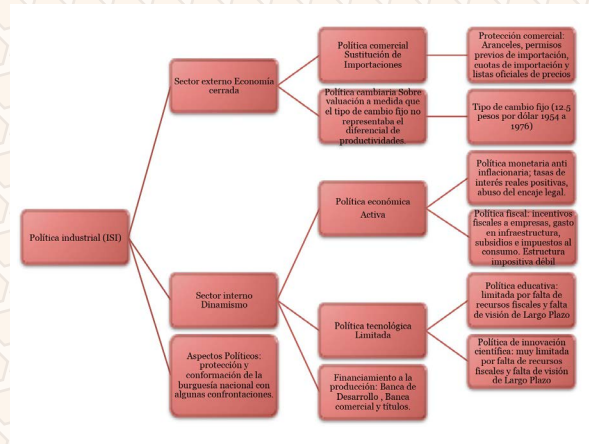 Política industrial (ISI)
Sector externo Economía
cerrada
Política comercial
Sustitución de
Importaciones
Protección comercial:
Aranceles, permisos
previos de importación,
cuotas de importación y
listas oficiales de precios
Política cambiaria Sobre
valuación a medida que
el tipo de cambio fijo no
representaba el
diferencial de
productividades.
Tipo de cambio fijo (12.5
pesos por dólar 1954 a
1976)
Sector interno
Dinamismo
Política económica
Activa
Política monetaria anti
inflacionaria; tasas de
interés reales positivas,
abuso del encaje legal.
Política fiscal: incentivos
fiscales a empresas, gasto
en infraestructura,
subsidios e impuestos al
consumo. Estructura
impositiva débil
Política tecnológica
Limitada
Política educativa:
limitada por falta de
recursos fiscales y falta
de visión de Largo Plazo
Política de innovación
científica: muy limitada
por falta de recursos
fiscales y falta de visión
de Largo Plazo
Financiamiento a la
producción: Banca de
Desarrollo , Banca
comercial y títulos.
Aspectos Políticos:
protección y
conformación de la
burguesía nacional con
algunas confrontaciones.